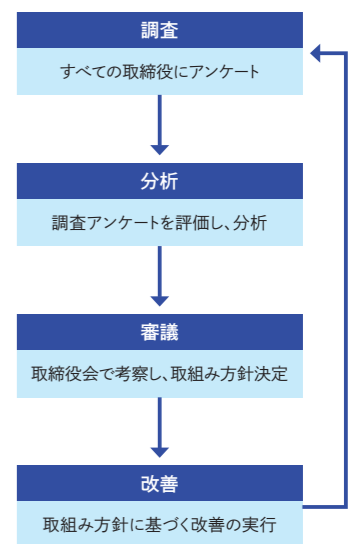 調査
すべての取締役にアンケート
分析
調査アンケートを評価し、分析
審議
取締役会で考察し、取組み方針決定
改善
取組み方針に基づく改善の実行